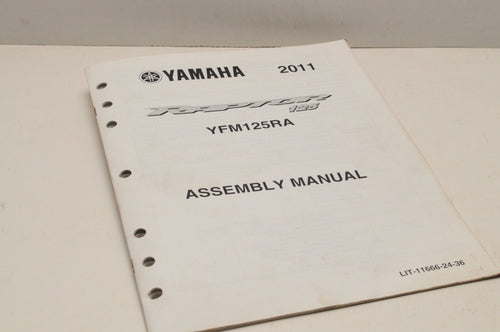 YAMAHA 2011
RAPTOR
125
YFM125RA
ASSEMBLY MANUAL
LIT-11666-24-36